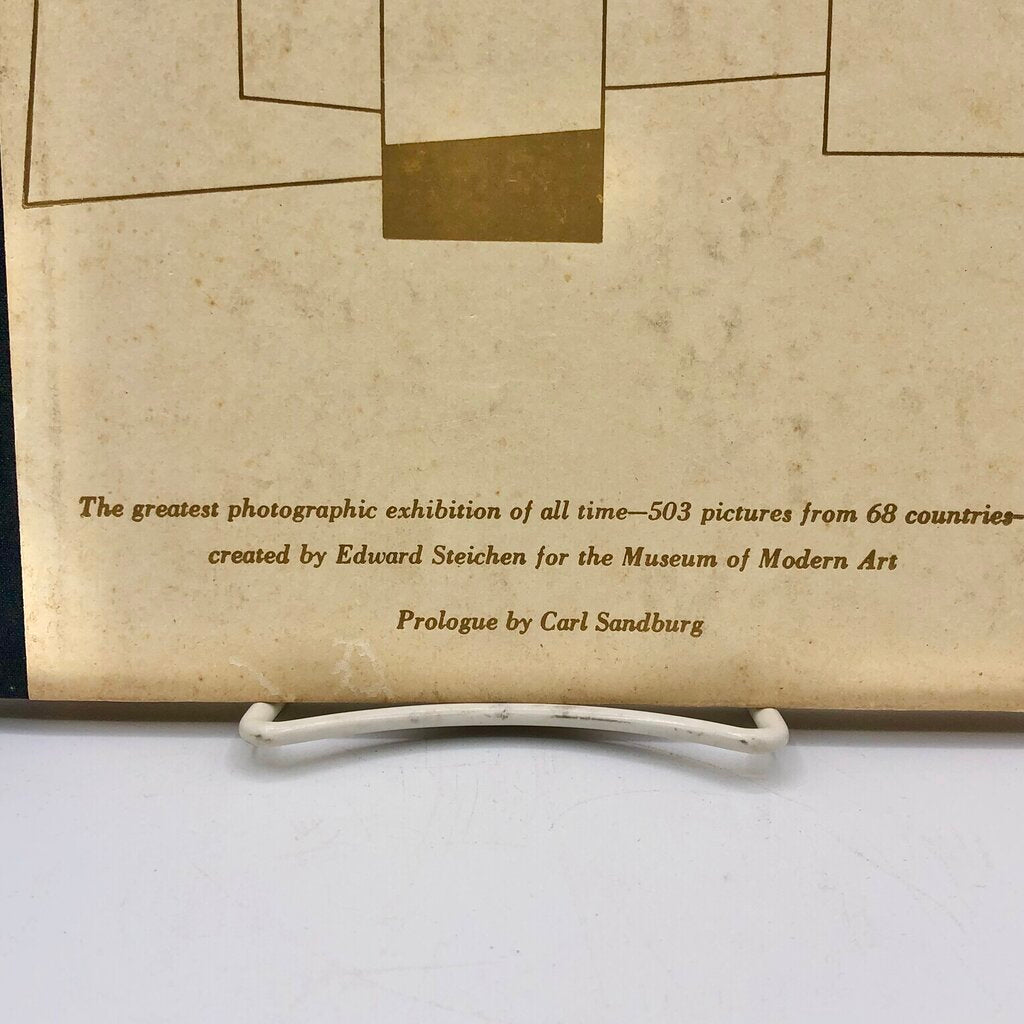 The greatest photographic exhibition of all time—503 pictures from 68 countries—
created by Edward Steichen for the Museum of Modern Art
Prologue by Carl Sandburg